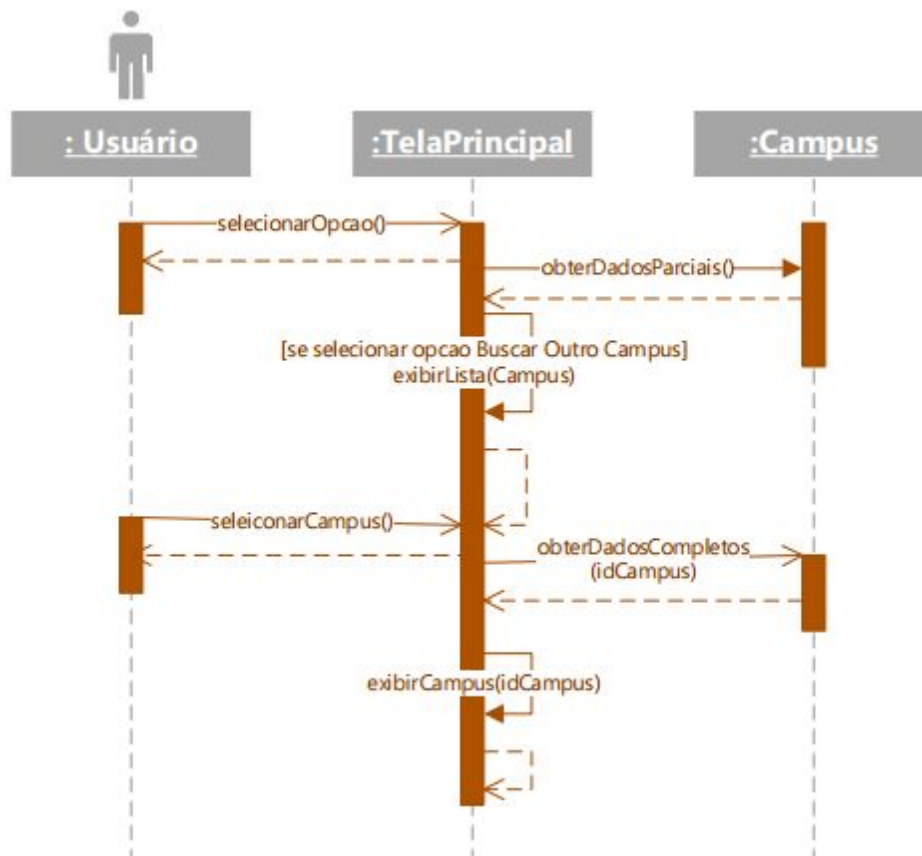 : Usuário
:TelaPrincipal
:Campus
selecionarOpcao()
obterDadosParciais()
[se selecionar opcao Buscar Outro Campus]
exibirLista(Campus)
seleiconarCampus()
obterDadosCompletos
(idCampus)
exibirCampus(idCampus)